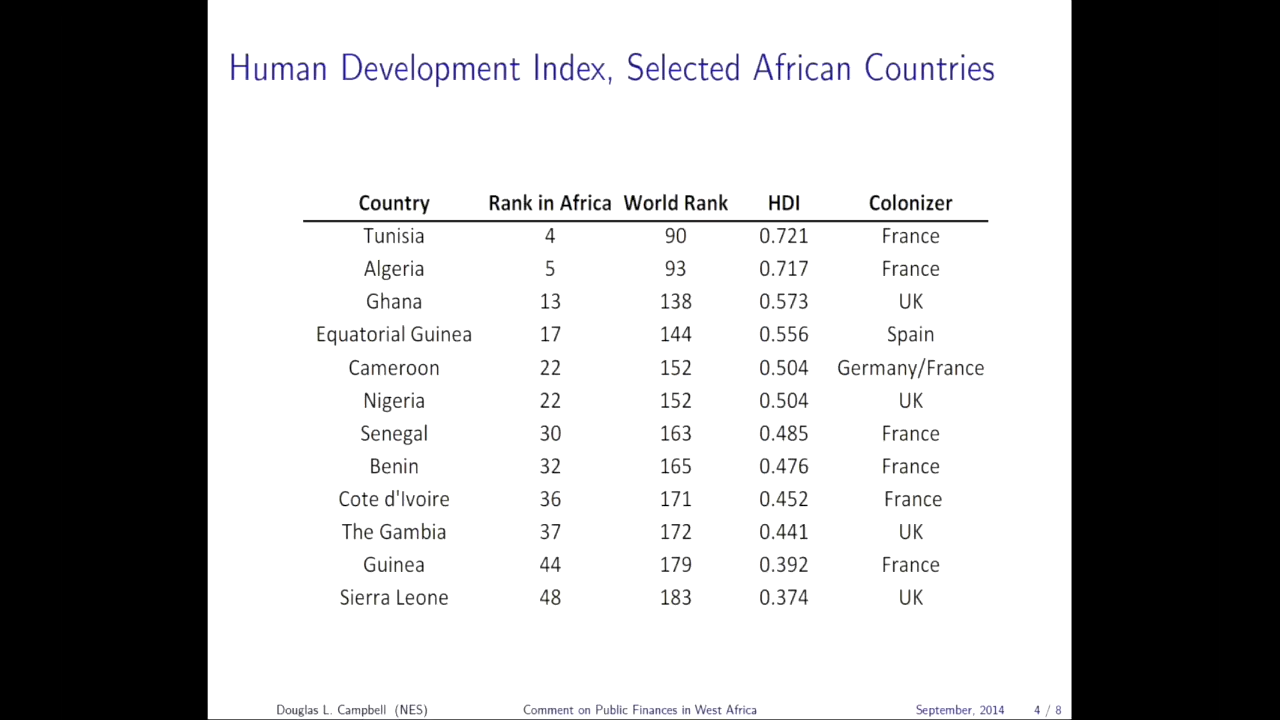 Human Development Index, Selected African Countries
Country Rank in Africa World Rank HDI Colonizer
Tunisia 4 90 0.721 France
Algeria 5 93 0.717 France
Ghana 13 138 0.573 UK
Equatorial Guinea 17 144 0.556 Spain
Cameroon 22 152 0.504 Germany/France
Nigeria 22 152 0.504 UK
Senegal 30 163 0.485 France
Benin 32 165 0.476 France
Cote d'Ivoire 36 171 0.452 France
The Gambia 37 172 0.441 UK
Guinea 44 179 0.392 France
Sierra Leone 48 183 0.374 UK
Douglas L. Campbell (NES) Comment on Public Finances in West Africa September, 2014 4 / 8